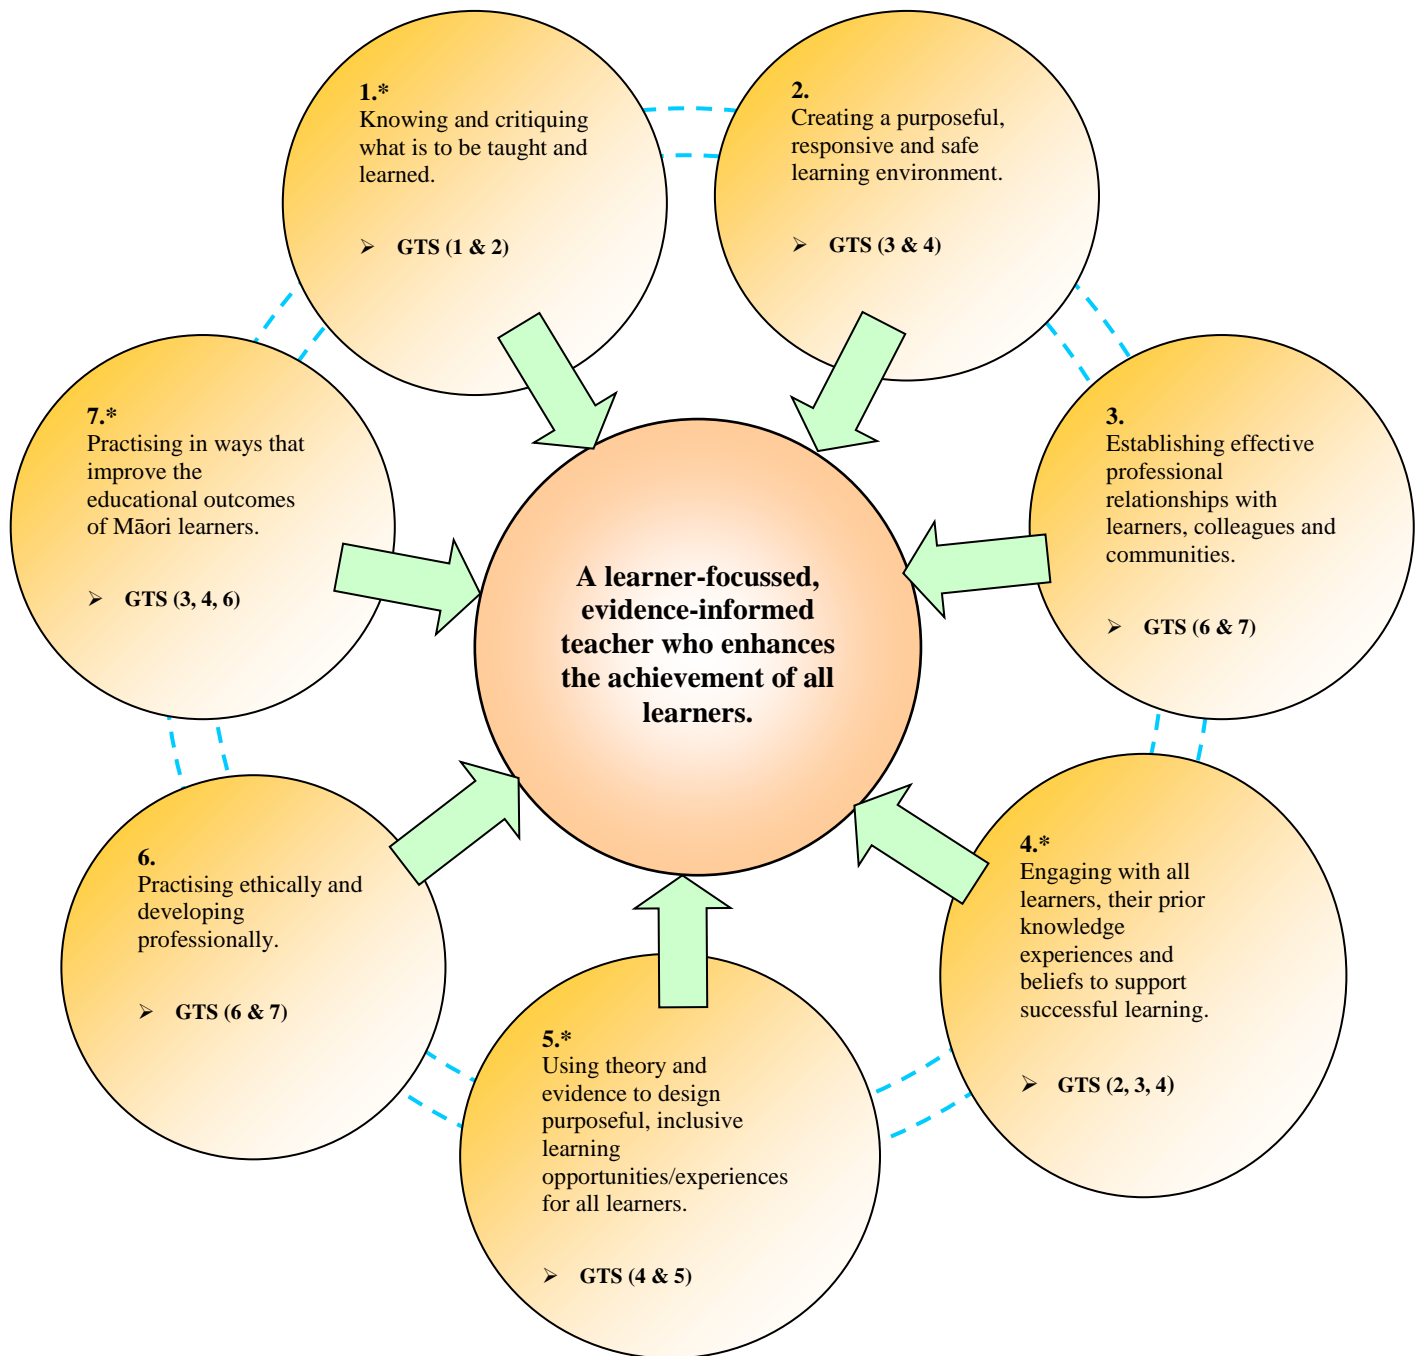 1.*
Knowing and critiquing
what is to be taught and
learned.
➢ GTS (1 & 2)
2.
Creating a purposeful,
responsive and safe
learning environment.
➢ GTS (3 & 4)
3.
Establishing effective
professional
relationships with
learners, colleagues and
communities.
➢ GTS (6 & 7)
4.*
Engaging with all
learners, their prior
knowledge
experiences and
beliefs to support
successful learning.
➢ GTS (2, 3, 4)
5.*
Using theory and
evidence to design
purposeful, inclusive
learning
opportunities/experiences
for all learners.
➢ GTS (4 & 5)
6.
Practising ethically and
developing
professionally.
➢ GTS (6 & 7)
7.*
Practising in ways that
improve the
educational outcomes
of Māori learners.
➢ GTS (3, 4, 6)
A learner-focussed,
evidence-informed
teacher who enhances
the achievement of all
learners.